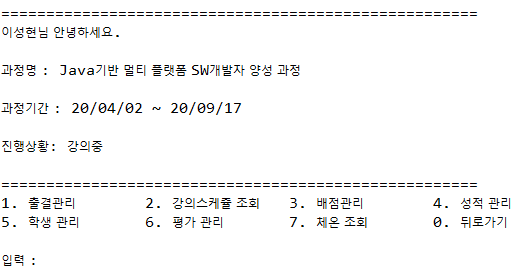 ====================================================
이성현님 안녕하세요.
과정명 : Java기반 멀티 플랫폼 SW개발자 양성 과정
과정기간 : 20/04/02 ~ 20/09/17
진행상황: 강의중
====================================================
1. 출결관리 2. 강의스케쥴 조회 3. 배점관리 4. 성적 관리
5. 학생 관리 6. 평가 관리 7. 체온 조회 0. 뒤로가기
입력 :